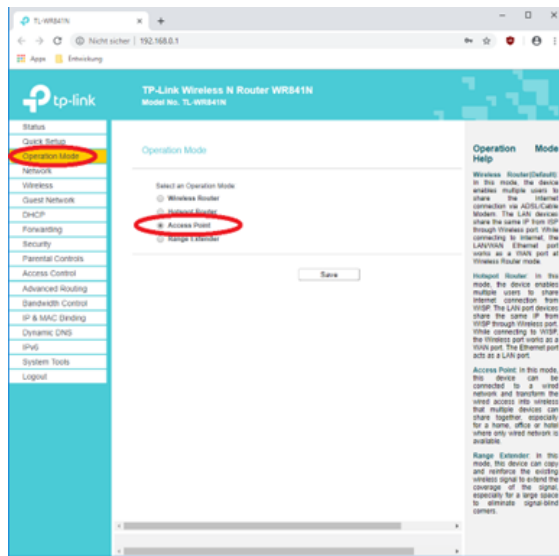 TL-WR841N
Nicht sicher | 192.168.0.1
Apps Entwicklung
tp-link
TP-Link Wireless N Router WR841N
Model No. TL-WR841N
Status
Quick Setup
Operation Mode
Network
Wireless
Guest Network
DHCP
Forwarding
Security
Parental Controls
Access Control
Advanced Routing
Bandwidth Control
IP & MAC Binding
Dynamic DNS
IPv6
System Tools
Logout
Operation Mode
Select an Operation Mode
Wireless Router
Hotspot Router
Access Point
Range Extender
Save
Operation Mode
Help
Wireless Router(Default):
In this mode, the device
enables multiple users to
share the Internet
connection via ADSL/Cable
Modem. The LAN devices
share the same IP from ISP
through Wireless port. While
connecting to Internet, the
LAN/WAN Ethernet port
works as a WAN port at
Wireless Router mode.
Hotspot Router: In this
mode, the device enables
multiple users to share
Internet connection from
WISP. The LAN port devices
share the same IP from
WISP through Wireless port.
While connecting to WISP,
the Wireless port works as a
WAN port. The Ethernet port
acts as a LAN port.
Access Point: In this mode,
this device can be
connected to a wired
network and transform the
wired access into wireless
that multiple devices can
share together, especially
for a home, office or hotel
where only wired network is
available.
Range Extender: In this
mode, this device can copy
and reinforce the existing
wireless signal to extend the
coverage of the signal,
especially for a large space
to eliminate signal-blind
corners.